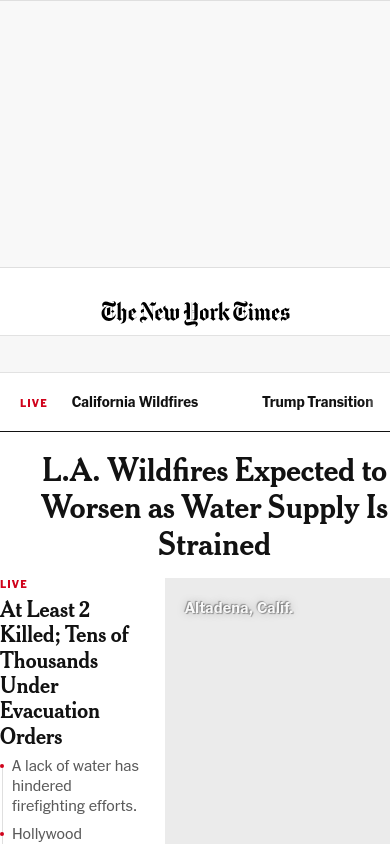 The New York Times
LIVE California Wildfires Trump Transition
L.A. Wildfires Expected to
Worsen as Water Supply Is
Strained
LIVE
At Least 2
Killed; Tens of
Thousands
Under
Evacuation
Orders
A lack of water has
hindered
firefighting efforts.
Hollywood
Altadena, Calif.